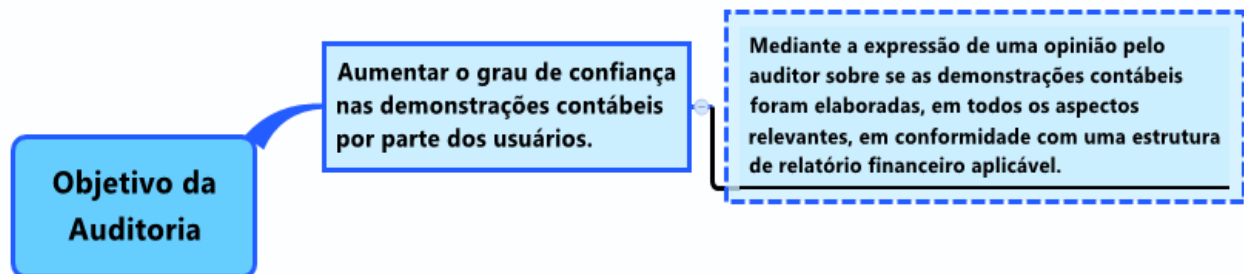 Objetivo da
Auditoria
Aumentar o grau de confiança
nas demonstrações contábeis
por parte dos usuários.
Mediante a expressão de uma opinião pelo
auditor sobre se as demonstrações contábeis
foram elaboradas, em todos os aspectos
relevantes, em conformidade com uma estrutura
de relatório financeiro aplicável.